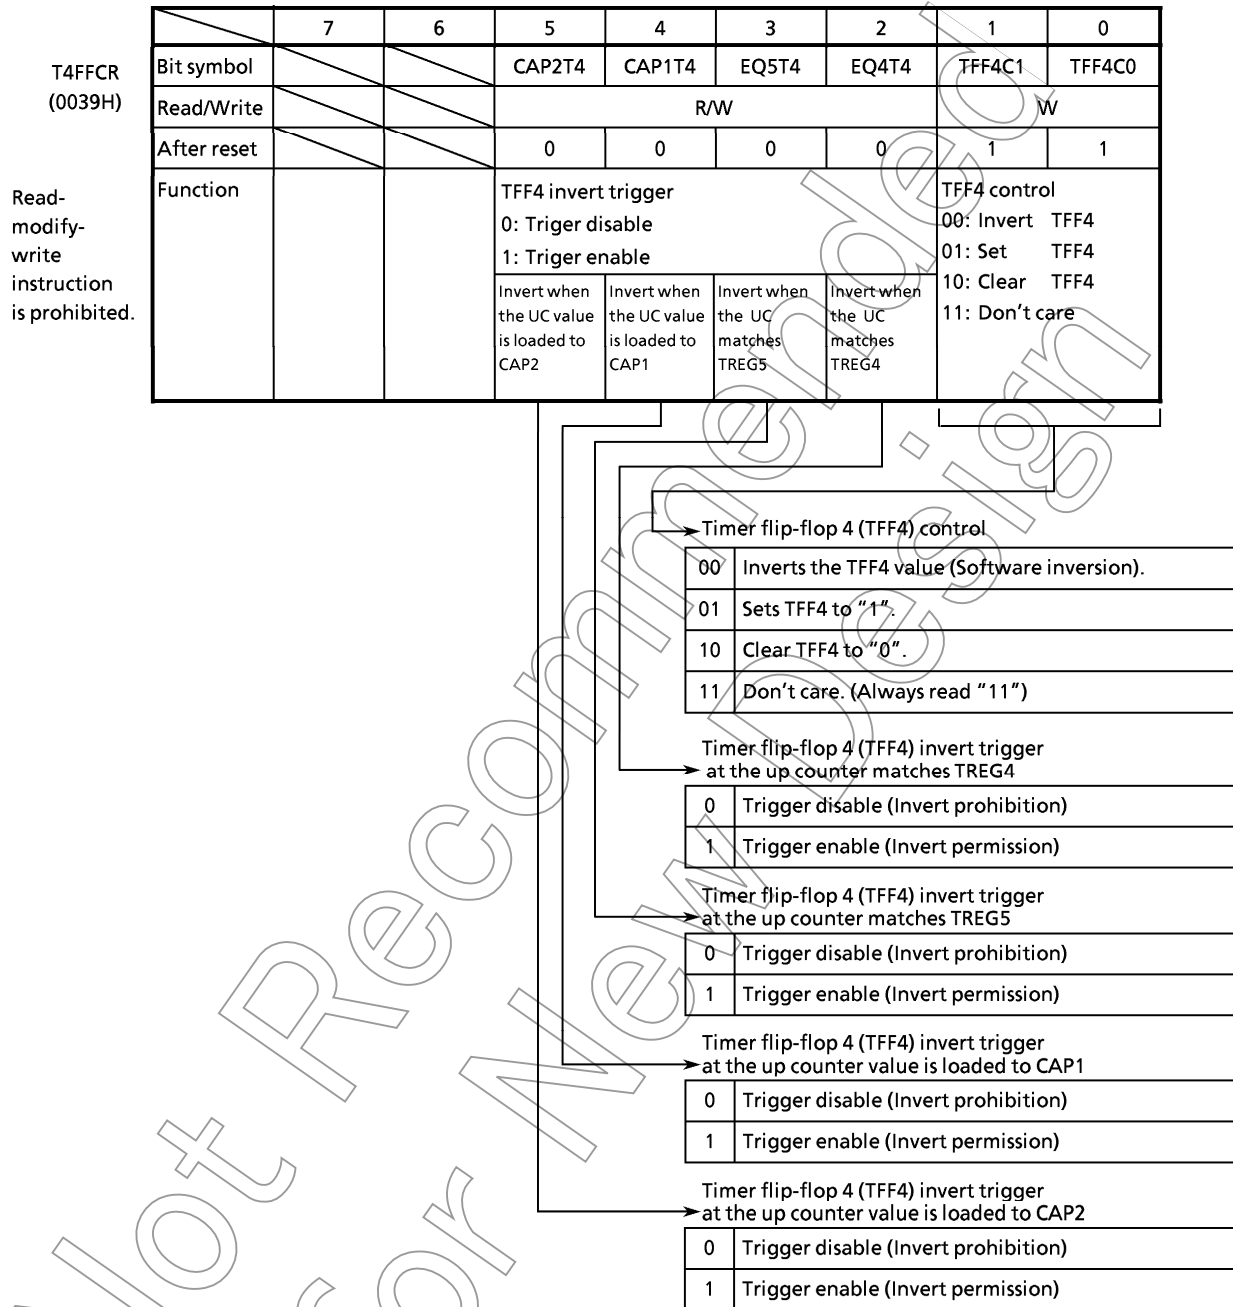 7 6 5 4 3 2 1 0
T4FFCR
(0039H)
Bit symbol CAP2T4 CAP1T4 EQ5T4 EQ4T4 TFF4C1 TFF4C0
Read/Write R/W W
After reset 0 0 0 0 1 1
Read-
modify-
write
instruction
is prohibited.
Function
TFF4 invert trigger
0: Triger disable
1: Triger enable
Invert when
the UC value
is loaded to
CAP2
Invert when
the UC value
is loaded to
CAP1
Invert when
the UC
matches
TREG5
Invert when
the UC
matches
TREG4
TFF4 control
00: Invert TFF4
01: Set TFF4
10: Clear TFF4
11: Don't care
Timer flip-flop 4 (TFF4) control
00 Inverts the TFF4 value (Software inversion).
01 Sets TFF4 to "1".
10 Clear TFF4 to "0".
11 Don't care. (Always read "11")
Timer flip-flop 4 (TFF4) invert trigger
at the up counter matches TREG4
0 Trigger disable (Invert prohibition)
1 Trigger enable (Invert permission)
Timer flip-flop 4 (TFF4) invert trigger
at the up counter matches TREG5
0 Trigger disable (Invert prohibition)
1 Trigger enable (Invert permission)
Timer flip-flop 4 (TFF4) invert trigger
at the up counter value is loaded to CAP1
0 Trigger disable (Invert prohibition)
1 Trigger enable (Invert permission)
Timer flip-flop 4 (TFF4) invert trigger
at the up counter value is loaded to CAP2
0 Trigger disable (Invert prohibition)
1 Trigger enable (Invert permission)
Not Recommended
for New Design